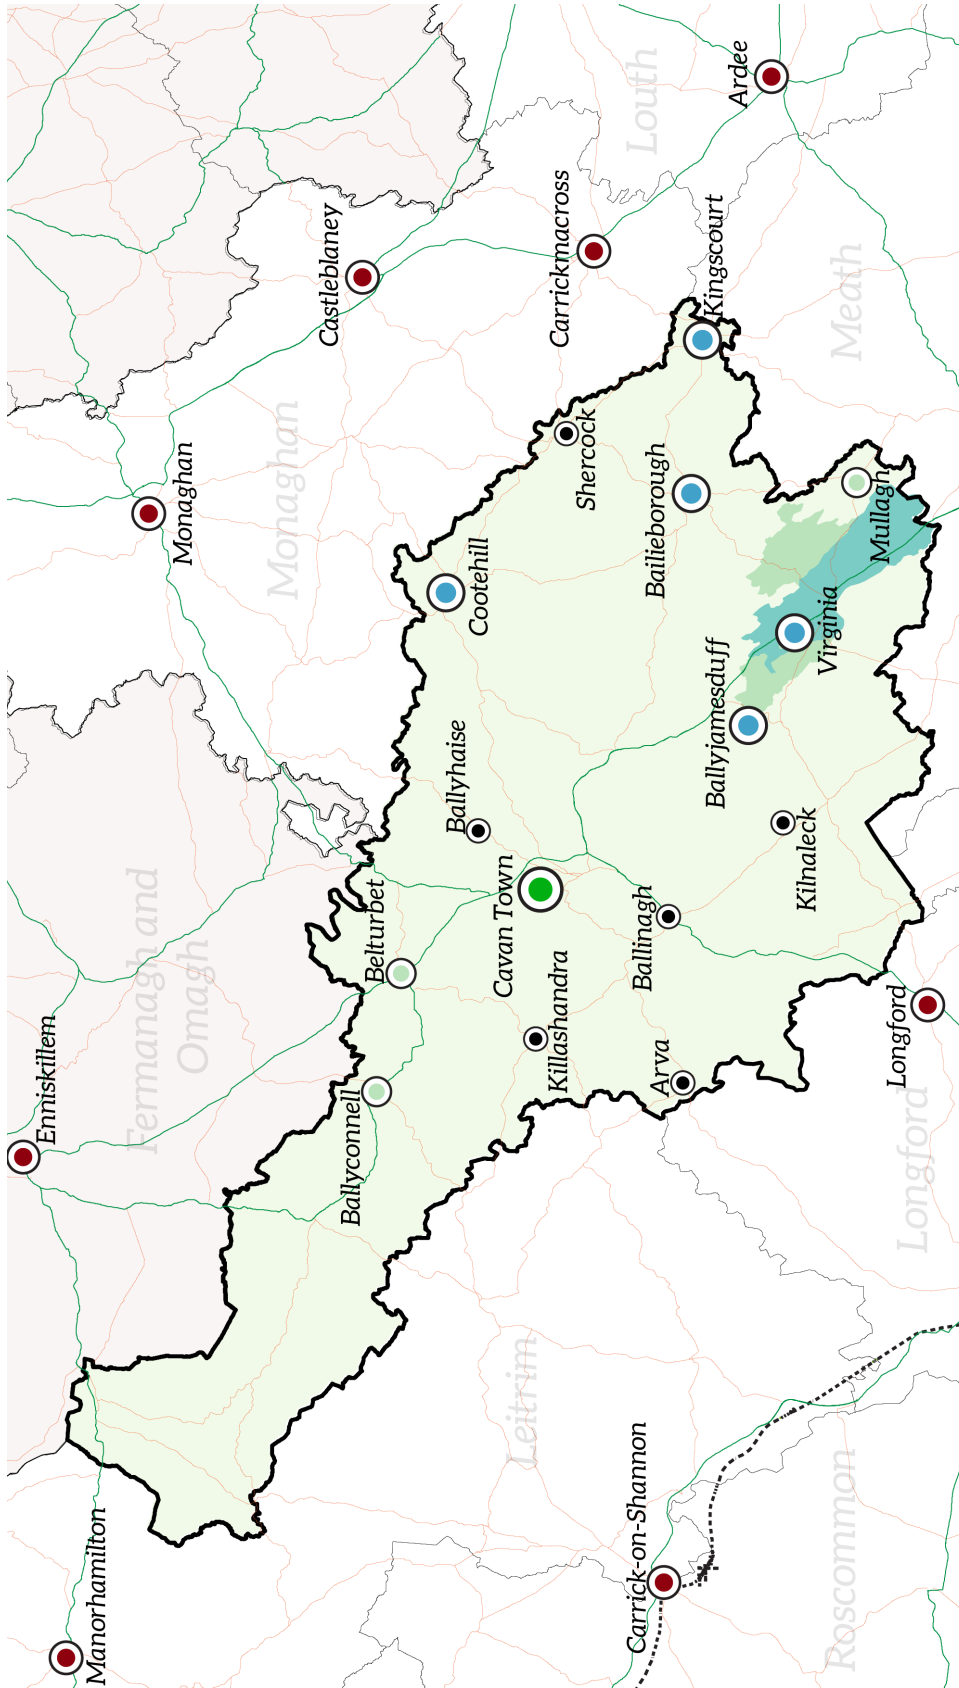 Manorhamilton
Enniskillem
Fermanagh and
Omagh
Monaghan
Monaghan
Castleblaney
Carrickmacross
Louth
Ardee
Kingscourt
Meath
Shercock
Bailieborough
Mullagh
Virginia
Cootehill
Ballyjamesduff
Ballyhaise
Cavan Town
Belturbet
Ballyconnell
Killashandra
Ballinagh
Kilnaleck
Arva
Longford
Longford
Leitrim
Carrick-on-Shannon
Roscommon